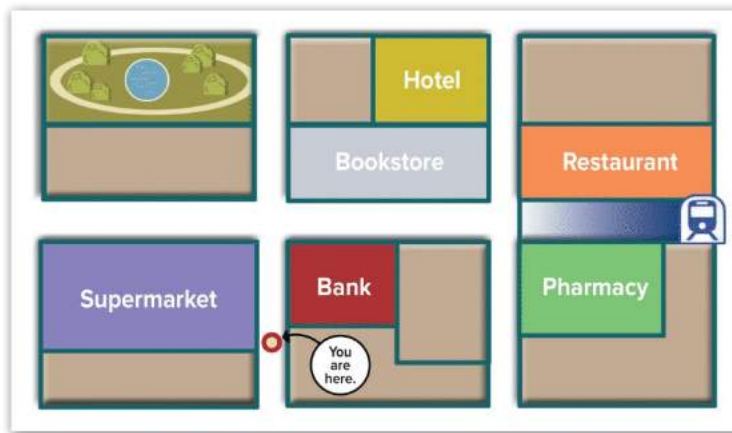 Hotel
Bookstore
Restaurant
Supermarket
Bank
Pharmacy
You
are
here.